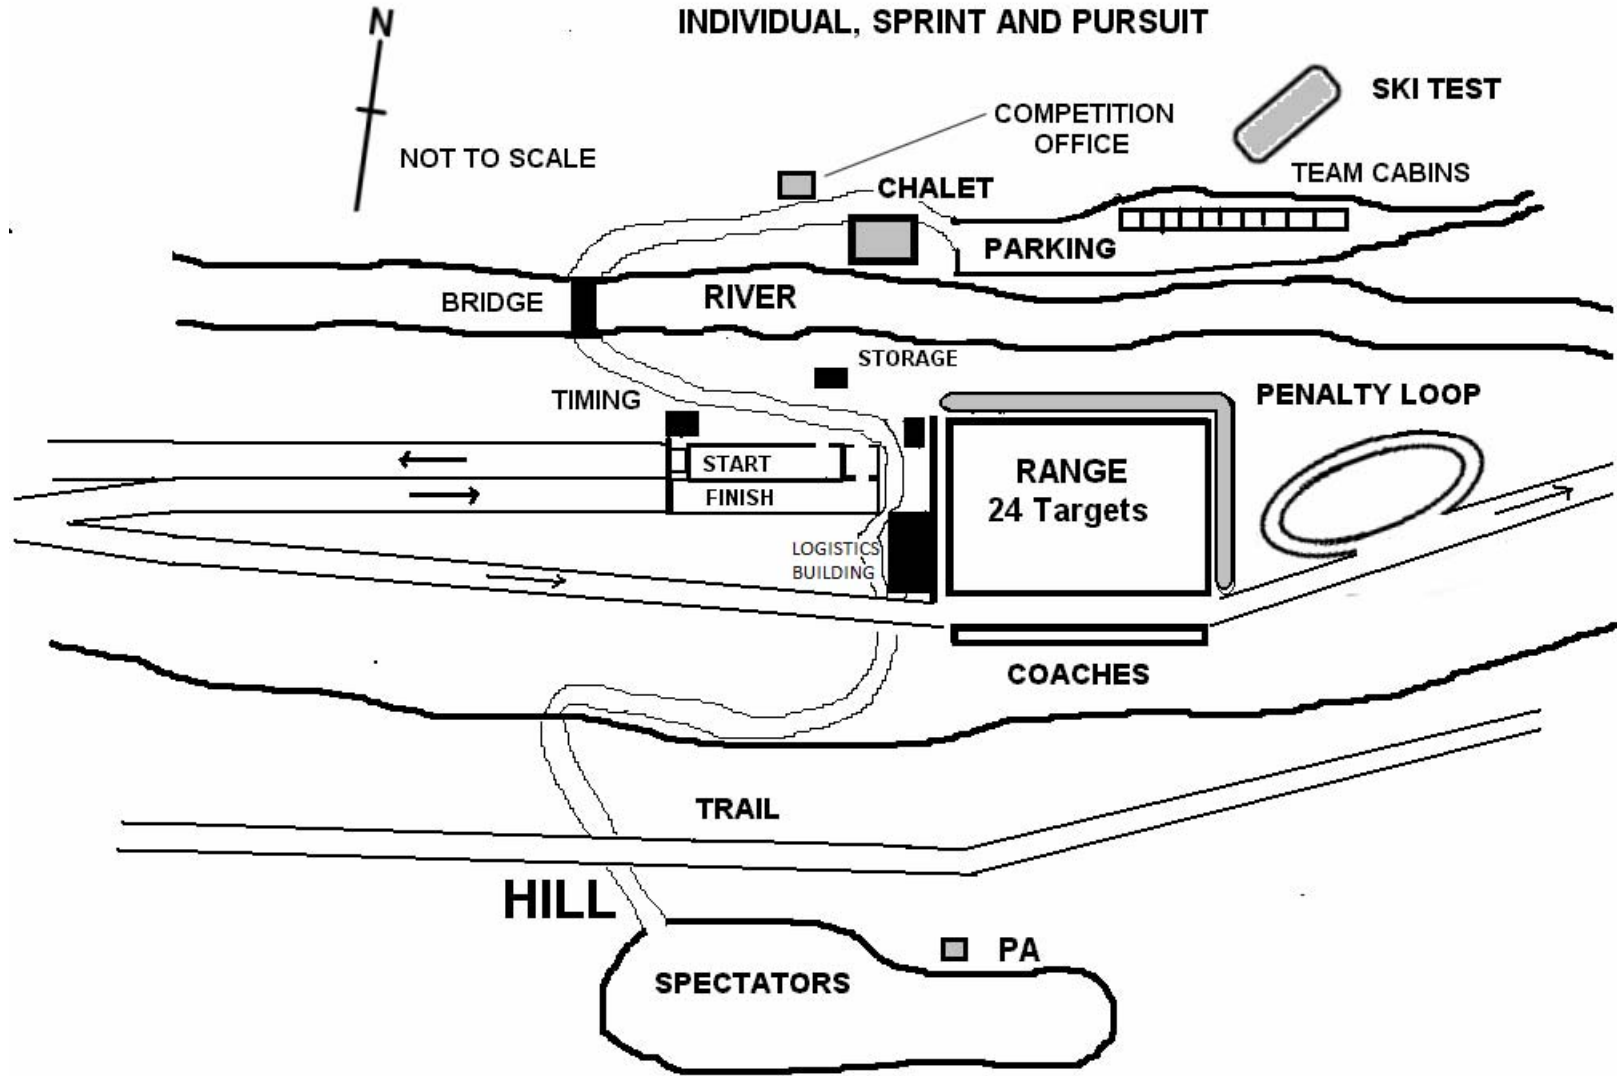 INDIVIDUAL, SPRINT AND PURSUIT
N
SKI TEST
COMPETITION
OFFICE
NOT TO SCALE
TEAM CABINS
CHALET
PARKING
BRIDGE
RIVER
STORAGE
TIMING
PENALTY LOOP
START
FINISH
RANGE
24 Targets
LOGISTICS
BUILDING
COACHES
TRAIL
HILL
PA
SPECTATORS